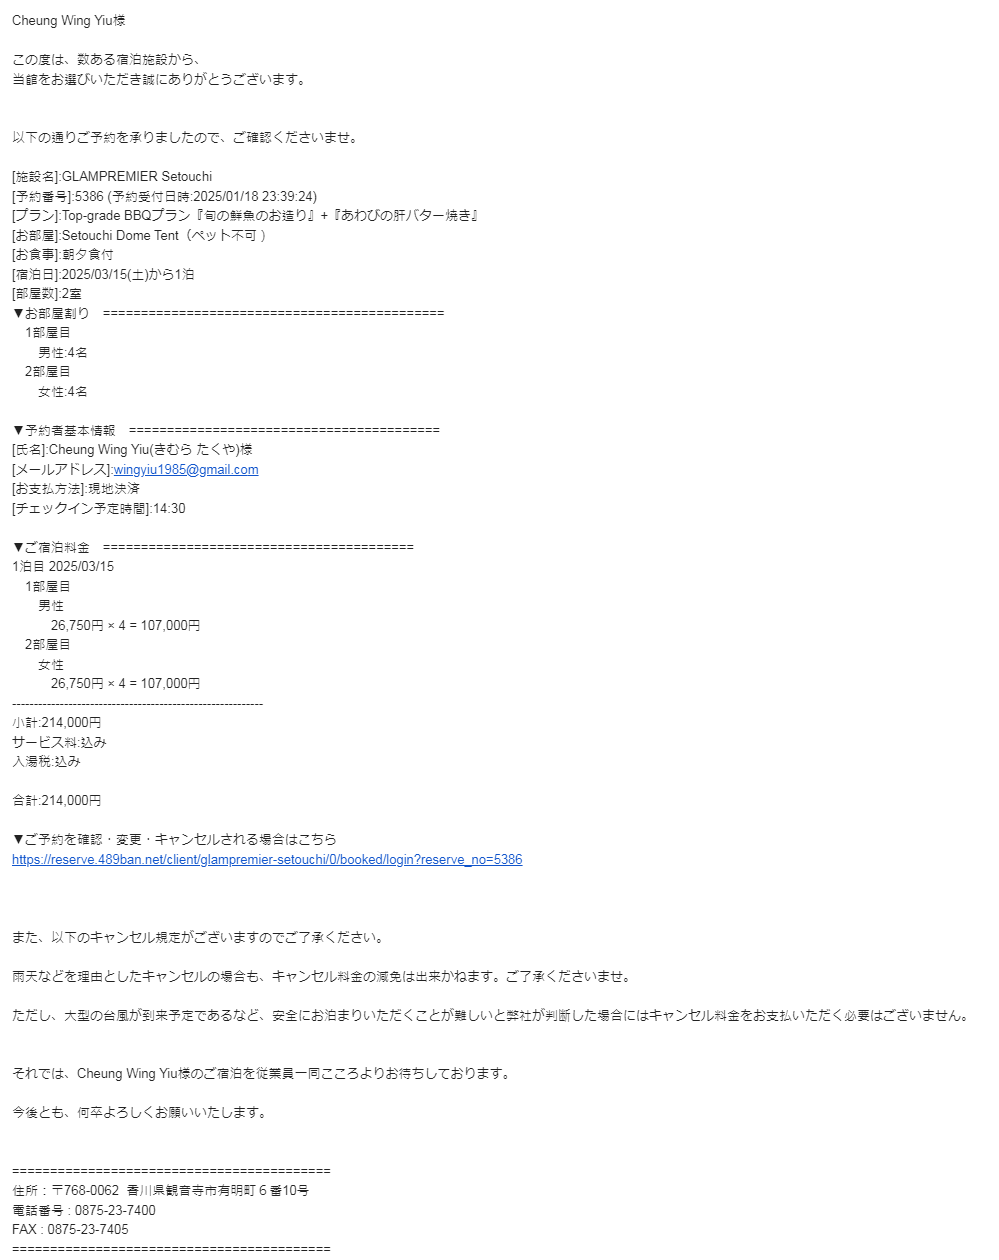 Cheung Wing Yiu様
この度は、数ある宿泊施設から、
当館をお選びいただき誠にありがとうございます。
以下の通りご予約を承りましたので、ご確認くださいませ。
[施設名]:GLAMPREMIER Setouchi
[予約番号]:5386 (予約受付日時:2025/01/18 23:39:24)
[プラン]:Top-grade BBQプラン『旬の鮮魚のお造り』+『あわびの肝バター焼き』
[お部屋]:Setouchi Dome Tent（ペット不可 ）
[お食事]:朝夕食付
[宿泊日]:2025/03/15(土)から1泊
[部屋数]:2室
▼お部屋割り　=============================================
1部屋目
男性:4名
2部屋目
女性:4名
▼予約者基本情報　=========================================
[氏名]:Cheung Wing Yiu(きむら たくや)様
[メールアドレス]:wingyiu1985@gmail.com
[お支払方法]:現地決済
[チェックイン予定時間]:14:30
▼ご宿泊料金　=========================================
1泊目 2025/03/15
1部屋目
男性
26,750円 × 4 = 107,000円
2部屋目
女性
26,750円 × 4 = 107,000円
----------------------------------------------------------
小計:214,000円
サービス料:込み
入湯税:込み
合計:214,000円
▼ご予約を確認・変更・キャンセルされる場合はこちら
https://reserve.489ban.net/client/glampremier-setouchi/0/booked/login?reserve_no=5386
また、以下のキャンセル規定がございますのでご了承ください。
雨天などを理由としたキャンセルの場合も、キャンセル料金の減免は出来かねます。ご了承くださいませ。
ただし、大型の台風が到来予定であるなど、安全にお泊まりいただくことが難しいと弊社が判断した場合にはキャンセル料金をお支払いただく必要はございません。
それでは、Cheung Wing Yiu様のご宿泊を従業員一同こころよりお待ちしております。
今後とも、何卒よろしくお願いいたします。
==========================================
住所：〒768-0062 香川県観音寺市有明町６番10号
電話番号 : 0875-23-7400
FAX : 0875-23-7405
==========================================